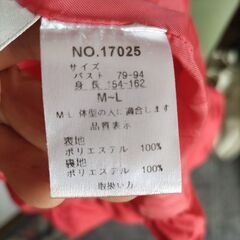 NO.17025
サイズ
バスト 79-94
身長 154-162
M~L
M-L 体型の人に適合します
品質表示
表地
ポリエステル 100%
裏地
ポリエステル 100%
取扱い方